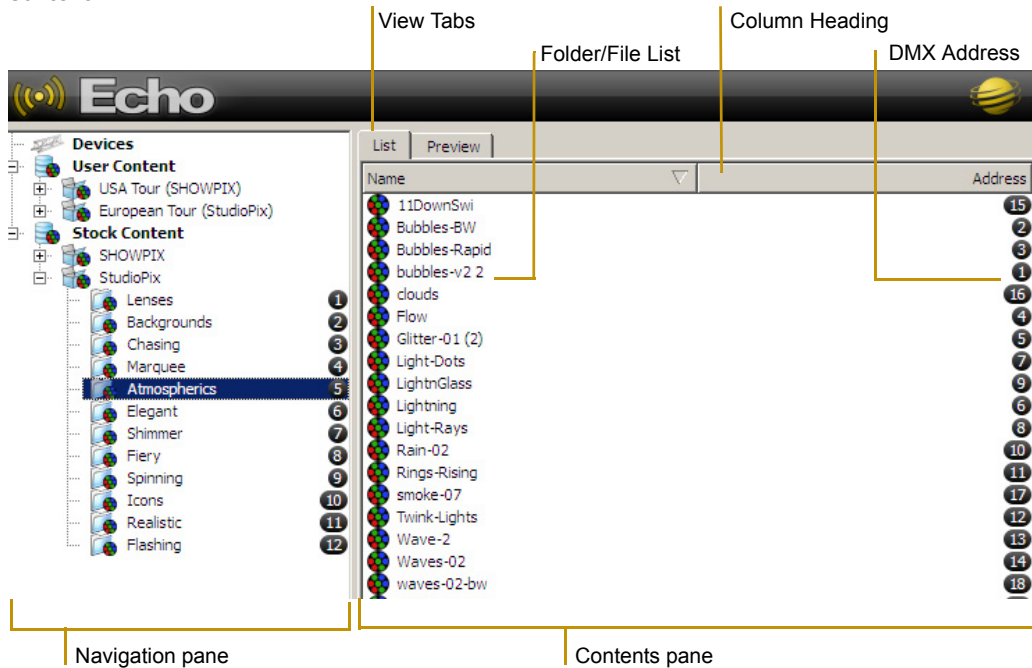 View Tabs
Column Heading
Folder/File List
DMX Address
Echo
Devices
User Content
USA Tour (SHOWPIX)
European Tour (StudioPix)
Stock Content
SHOWPIX
StudioPix
Lenses 1
Backgrounds 2
Chasing 3
Marquee 4
Atmospherics 5
Elegant 6
Shimmer 7
Fiery 8
Spinning 9
Icons 10
Realistic 11
Flashing 12
List Preview
Name Address
11DownSwi 15
Bubbles-BW 2
Bubbles-Rapid 3
bubbles-v2 2 1
clouds 16
Flow 4
Glitter-01 (2) 5
Light-Dots 7
LightnGlass 9
Lightning 6
Light-Rays 8
Rain-02 10
Rings-Rising 11
smoke-07 17
Twink-Lights 12
Wave-2 13
Waves-02 14
waves-02-bw 18
Navigation pane
Contents pane